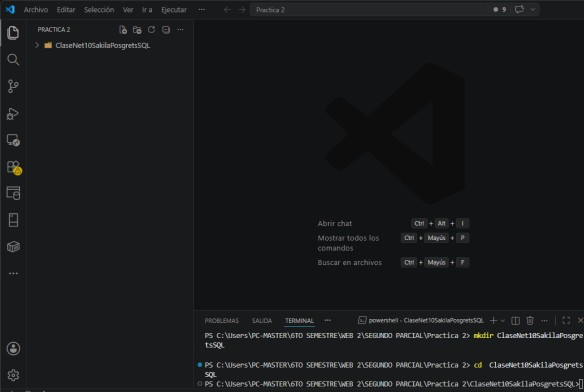 Archivo Editar Selección Ver Ir a Ejecutar ··· Practica 2 9
PRACTICA 2
ClaseNet10SakilaPosgretsSQL
Abrir chat Ctrl + Alt + I
Mostrar todos los comandos Ctrl + Mayús + P
Buscar en archivos Ctrl + Mayús + F
PROBLEMAS SALIDA TERMINAL ··· powershell - ClaseNet10SakilaPosgretsSQL
PS C:\Users\PC-MASTER\6TO SEMESTRE\WEB 2\SEGUNDO PARCIAL\Practica 2> mkdir ClaseNet10SakilaPosgre
tsSQL
PS C:\Users\PC-MASTER\6TO SEMESTRE\WEB 2\SEGUNDO PARCIAL\Practica 2> cd ClaseNet10SakilaPosgrets
SQL
PS C:\Users\PC-MASTER\6TO SEMESTRE\WEB 2\SEGUNDO PARCIAL\Practica 2\ClaseNet10SakilaPosgretsSQL>